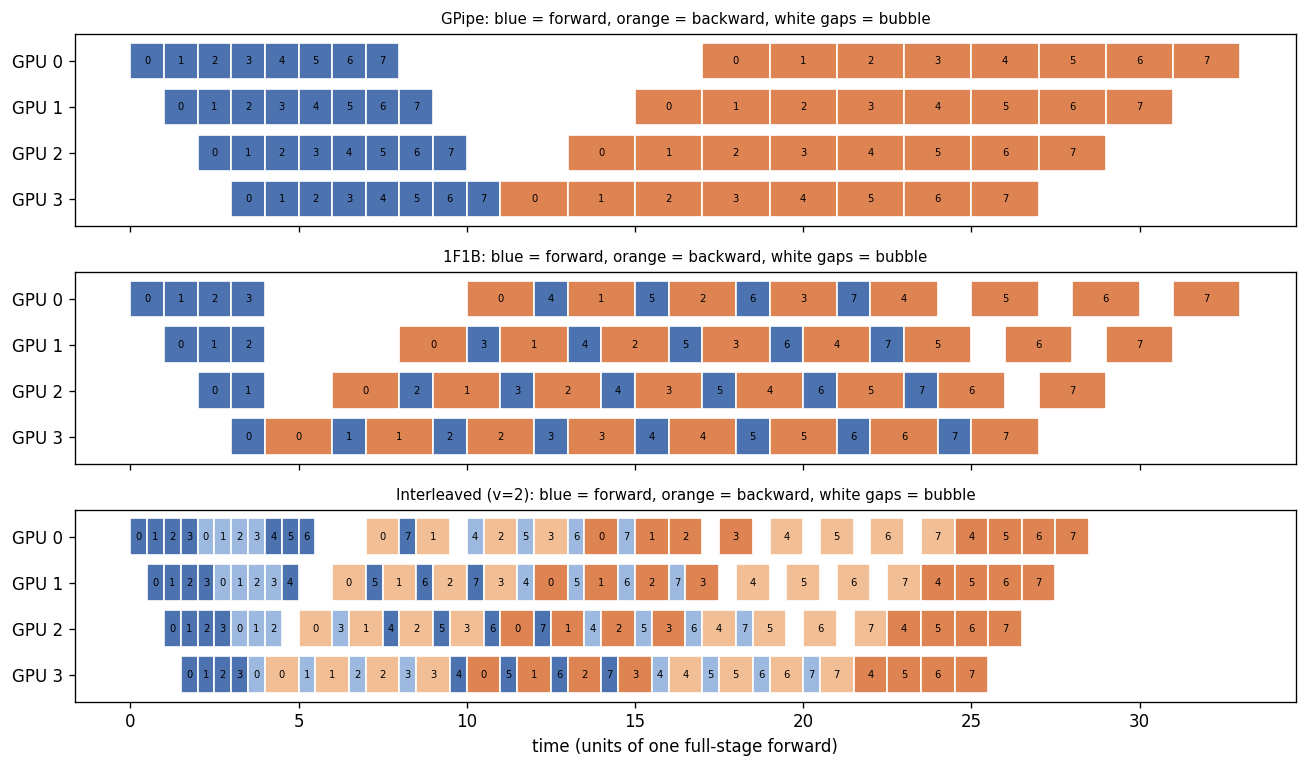 GPipe: blue = forward, orange = backward, white gaps = bubble
GPU 0 0 1 2 3 4 5 6 7 0 1 2 3 4 5 6 7
GPU 1 0 1 2 3 4 5 6 7 0 1 2 3 4 5 6 7
GPU 2 0 1 2 3 4 5 6 7 0 1 2 3 4 5 6 7
GPU 3 0 1 2 3 4 5 6 7 0 1 2 3 4 5 6 7
1F1B: blue = forward, orange = backward, white gaps = bubble
GPU 0 0 1 2 3 0 4 1 5 2 6 3 7 4 5 6 7
GPU 1 0 1 2 0 3 1 4 2 5 3 6 4 7 5 6 7
GPU 2 0 1 0 2 1 3 2 4 3 5 4 6 5 7 6 7
GPU 3 0 0 1 1 2 2 3 3 4 4 5 5 6 6 7 7
Interleaved (v=2): blue = forward, orange = backward, white gaps = bubble
GPU 0 0 1 2 3 0 1 2 3 4 5 6 0 7 1 4 2 5 3 6 0 7 1 2 3 4 5 6 7 4 5 6 7
GPU 1 0 1 2 3 0 1 2 3 4 0 5 1 6 2 7 3 4 0 5 1 6 2 7 3 4 5 6 7 4 5 6 7
GPU 2 0 1 2 3 0 1 2 0 3 1 4 2 5 3 6 0 7 1 4 2 5 3 6 4 7 5 6 7 4 5 6 7
GPU 3 0 1 2 3 0 0 1 1 2 2 3 3 4 0 5 1 6 2 7 3 4 4 5 5 6 6 7 7 4 5 6 7
0 5 10 15 20 25 30
time (units of one full-stage forward)